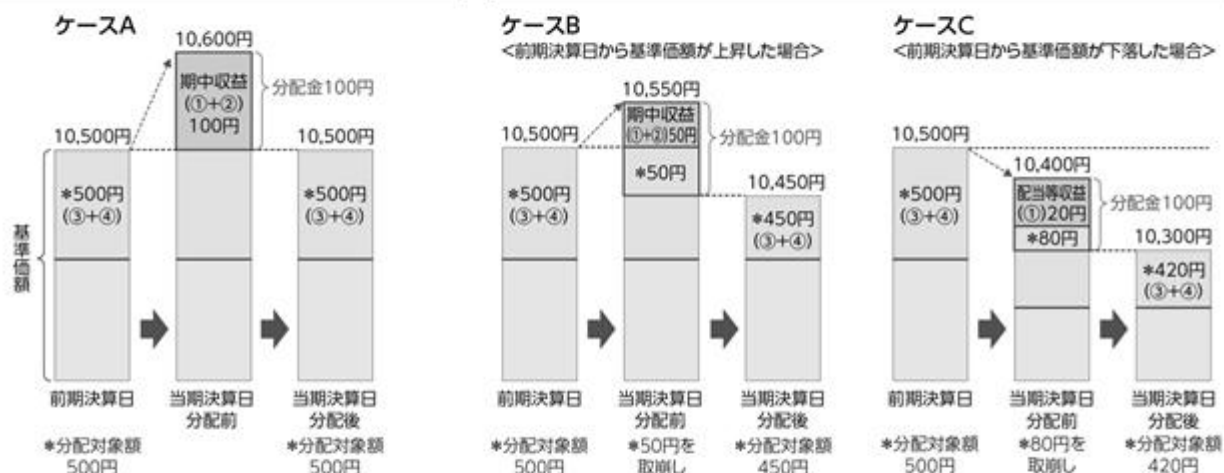 ケースA
10,600円
期中収益
(①+②)
100円
分配金100円
10,500円
10,500円
*500円
(③+④)
*500円
(③+④)
基準価額
前期決算日
当期決算日
分配前
当期決算日
分配後
*分配対象額
500円
*分配対象額
500円
ケースB
<前期決算日から基準価額が上昇した場合>
10,550円
期中収益
(①+②)50円
分配金100円
10,500円
*500円
(③+④)
*50円
10,450円
*450円
(③+④)
前期決算日
当期決算日
分配前
当期決算日
分配後
*分配対象額
500円
*50円を
取崩し
*分配対象額
450円
ケースC
<前期決算日から基準価額が下落した場合>
10,500円
10,400円
*500円
(③+④)
配当等収益
(①)20円
分配金100円
*80円
10,300円
*420円
(③+④)
前期決算日
当期決算日
分配前
当期決算日
分配後
*分配対象額
500円
*80円を
取崩し
*分配対象額
420円